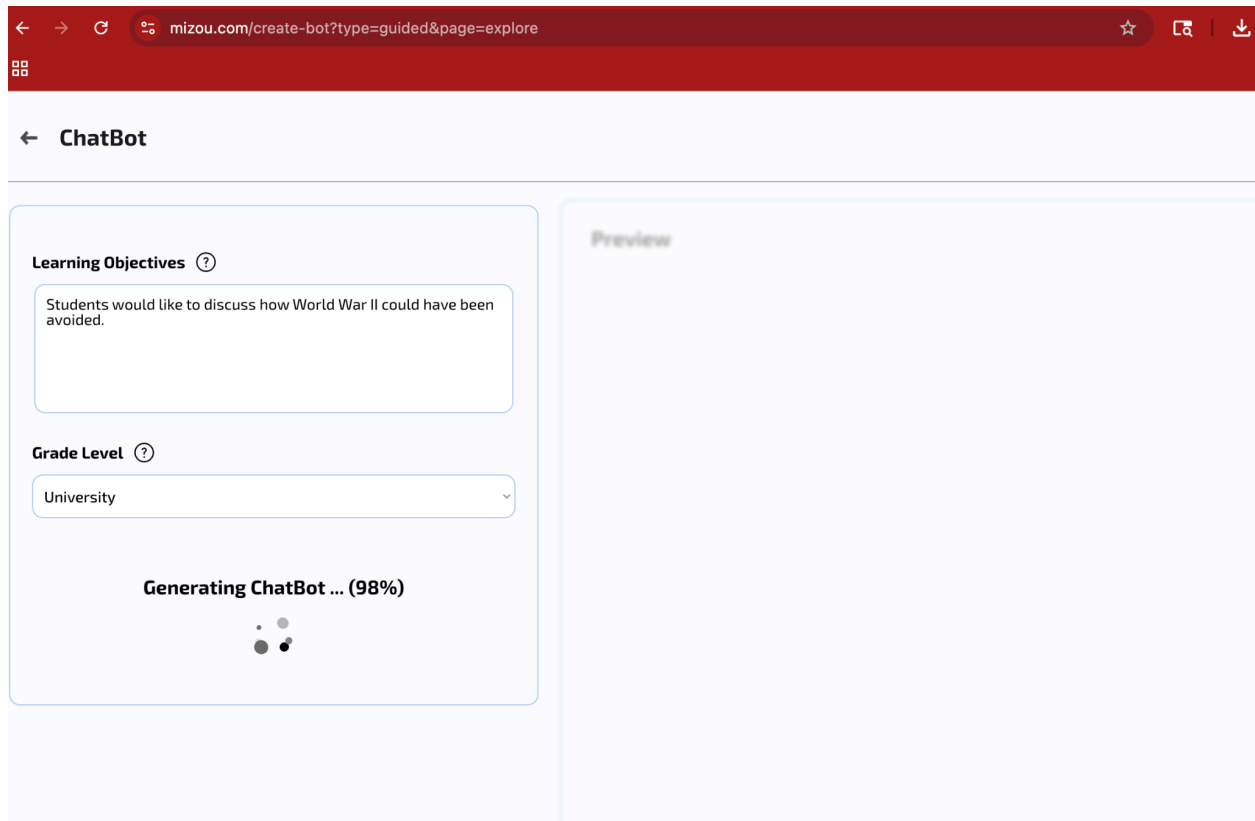 mizou.com/create-bot?type=guided&page=explore
ChatBot
Learning Objectives ?
Students would like to discuss how World War II could have been
avoided.
Grade Level ?
University
Generating ChatBot ... (98%)
Preview